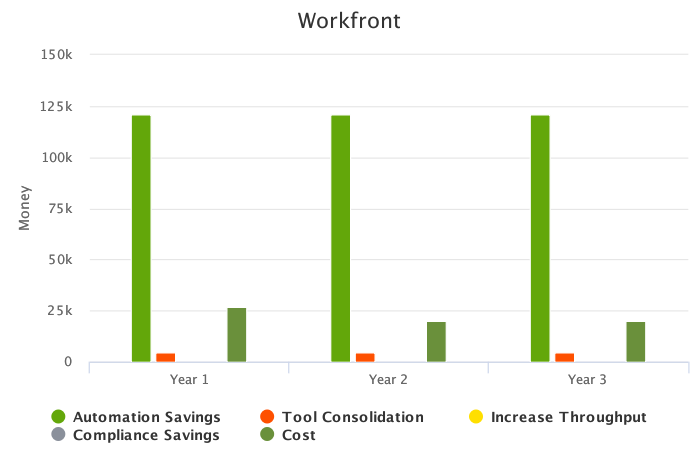 Workfront
150k
125k
100k
75k
50k
25k
0
Money
Year 1 Year 2 Year 3
Automation Savings Tool Consolidation Increase Throughput
Compliance Savings Cost